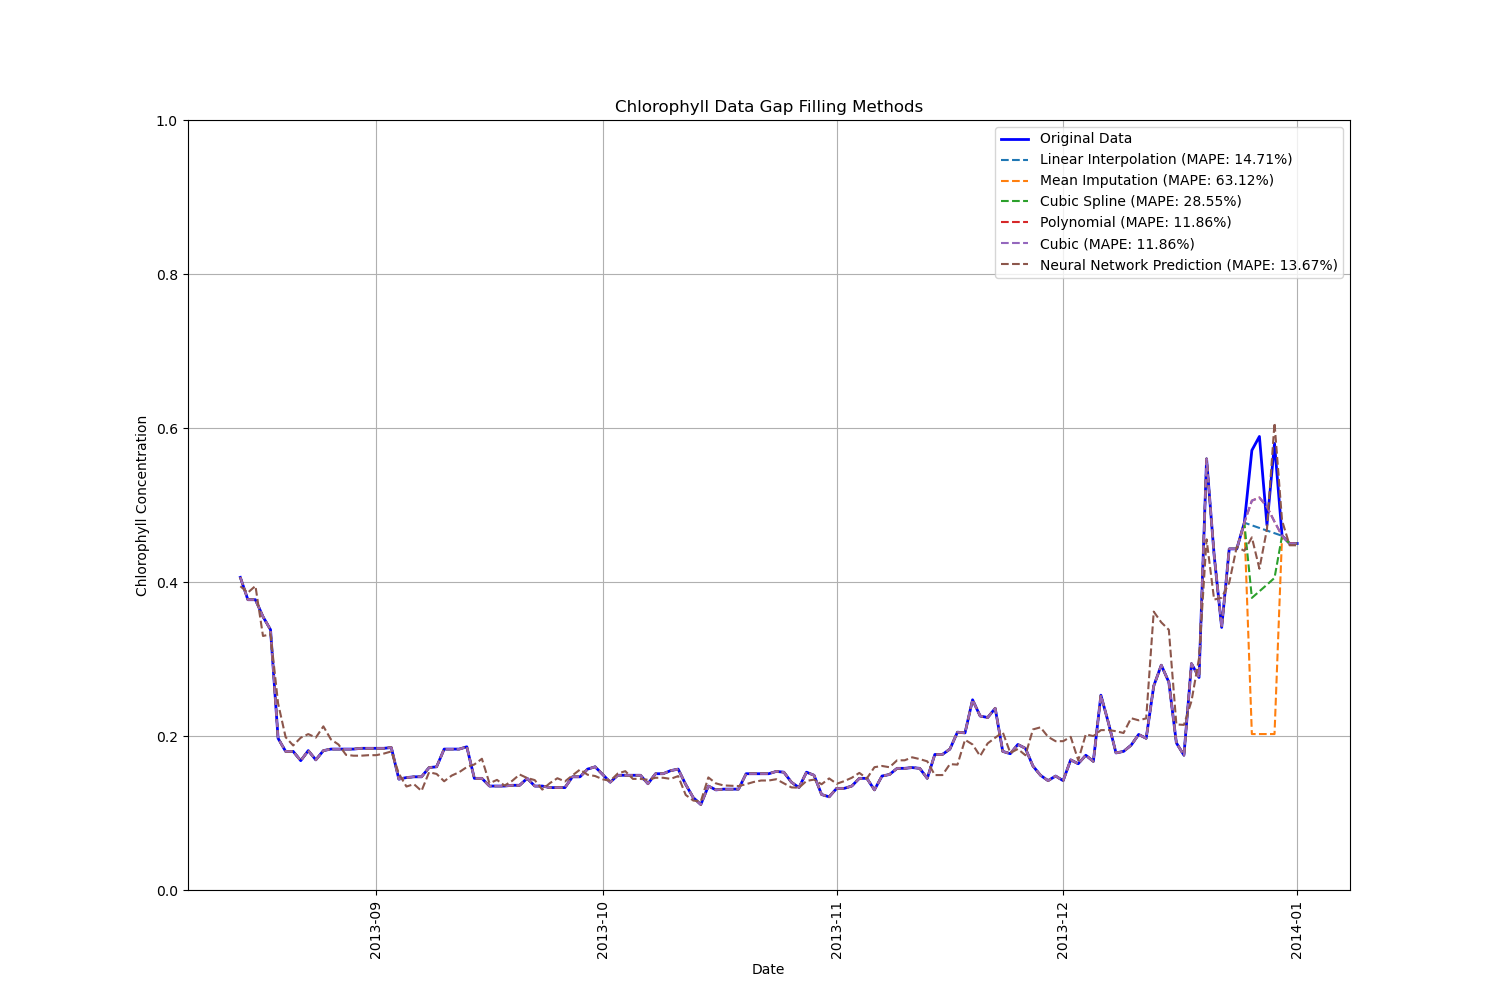 Chlorophyll Data Gap Filling Methods
1.0
0.8
0.6
0.4
0.2
0.0
Chlorophyll Concentration
Original Data
Linear Interpolation (MAPE: 14.71%)
Mean Imputation (MAPE: 63.12%)
Cubic Spline (MAPE: 28.55%)
Polynomial (MAPE: 11.86%)
Cubic (MAPE: 11.86%)
Neural Network Prediction (MAPE: 13.67%)
2013-09
2013-10
2013-11
2013-12
2014-01
Date